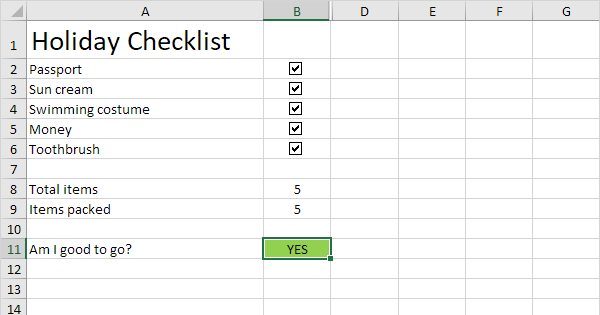 A B C D E F G
1 Holiday Checklist
2 Passport
3 Sun cream
4 Swimming costume
5 Money
6 Toothbrush
7
8 Total items 5
9 Items packed 5
10
11 Am I good to go? YES
12
13
14